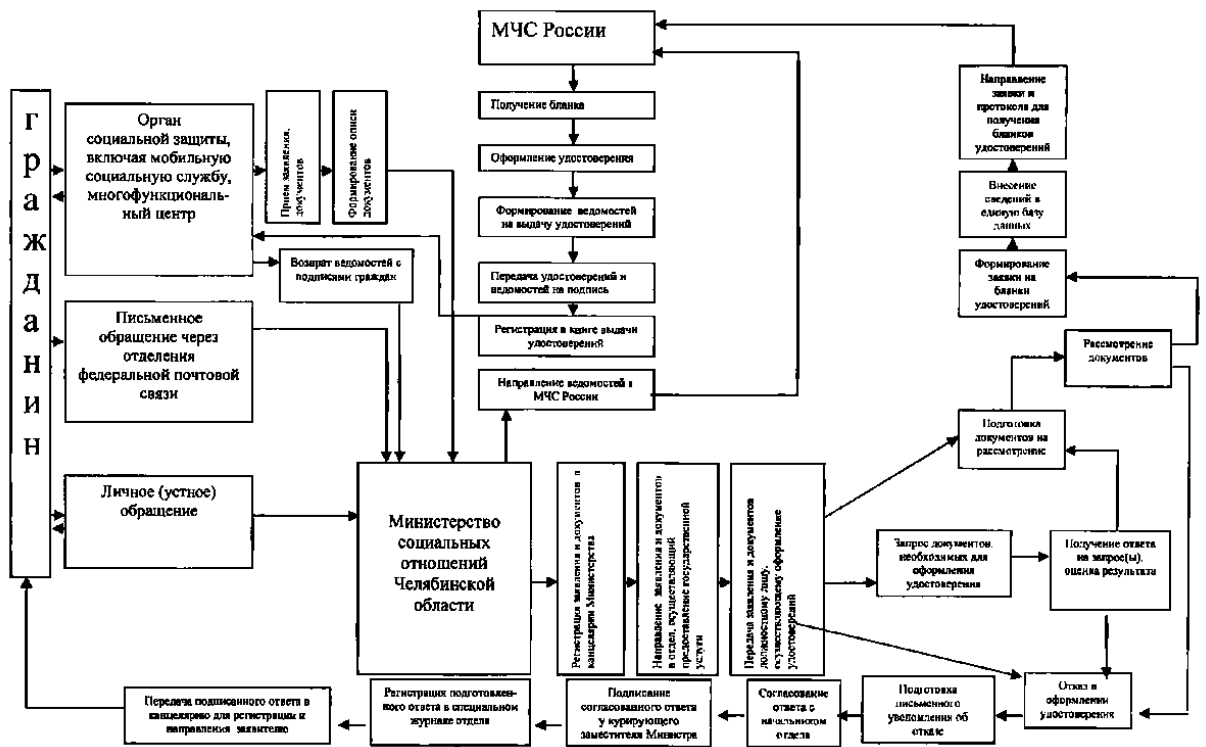 МЧС России
Получение бланка
Оформление удостоверения
Формирование ведомостей
на выдачу удостоверений
Передача удостоверений и
ведомостей на подпись
Регистрация в книге выдачи
удостоверений
Направление ведомостей в
МЧС России
гражданин
Орган
социальной защиты,
включая мобильную
социальную службу,
многофункциональ-
ный центр
Прием заявления,
документов
Формирование описи
документов
Возврат ведомостей с
подписями граждан
Письменное
обращение через
отделения
федеральной почтовой
связи
Личное (устное)
обращение
Министерство
социальных
отношений
Челябинской
области
Регистрация заявления и документов в
канцелярии Министерства
Направление заявления и документов
в отдел, осуществляющий
предоставление государственной
услуги
Передача заявления и документов
должностному лицу,
осуществляющему оформление
удостоверений
Направление
заявки и
протокола для
получения
бланков
удостоверений
Внесение
сведений в
единую базу
данных
Формирование
заявки на
бланки
удостоверений
Рассмотрение
документов
Подготовка
документов на
рассмотрение
Запрос документов,
необходимых для
оформления
удостоверения
Получение ответа
на запрос(ы),
оценка результата
Отказ в
оформлении
удостоверения
Подготовка
письменного
уведомления об
отказе
Согласование
ответа с
начальником
отдела
Подписание
согласованного ответа
у курирующего
заместителя Министра
Регистрация подготовлен-
ного ответа в специальном
журнале отдела
Передача подписанного ответа в
канцелярию для регистрации и
направления заявителю